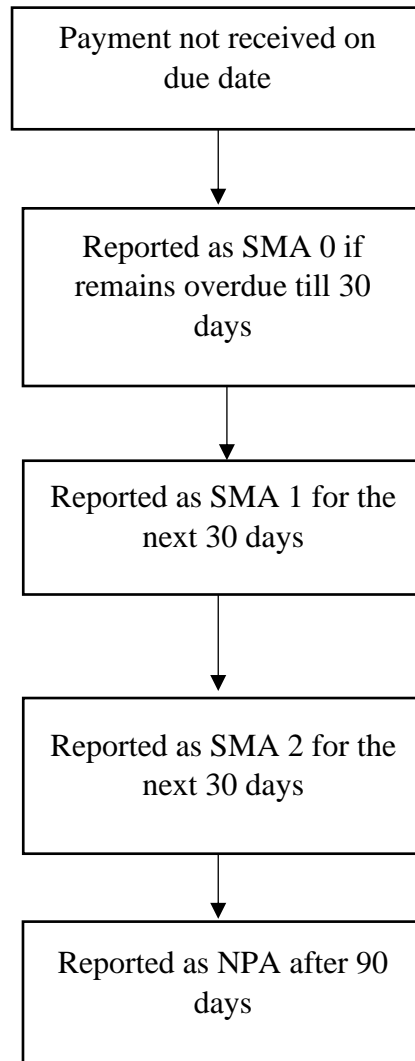 Payment not received on
due date
Reported as SMA 0 if
remains overdue till 30
days
Reported as SMA 1 for the
next 30 days
Reported as SMA 2 for the
next 30 days
Reported as NPA after 90
days